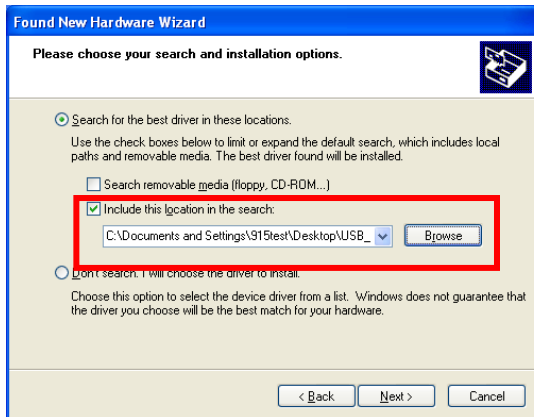 Found New Hardware Wizard
Please choose your search and installation options.
Search for the best driver in these locations.
Use the check boxes below to limit or expand the default search, which includes local
paths and removable media. The best driver found will be installed.
Search removable media (floppy, CD-ROM...)
Include this location in the search:
C:\Documents and Settings\915test\Desktop\USB_
Browse
Don't search. I will choose the driver to install.
Choose this option to select the device driver from a list. Windows does not guarantee that
the driver you choose will be the best match for your hardware.
< Back
Next >
Cancel